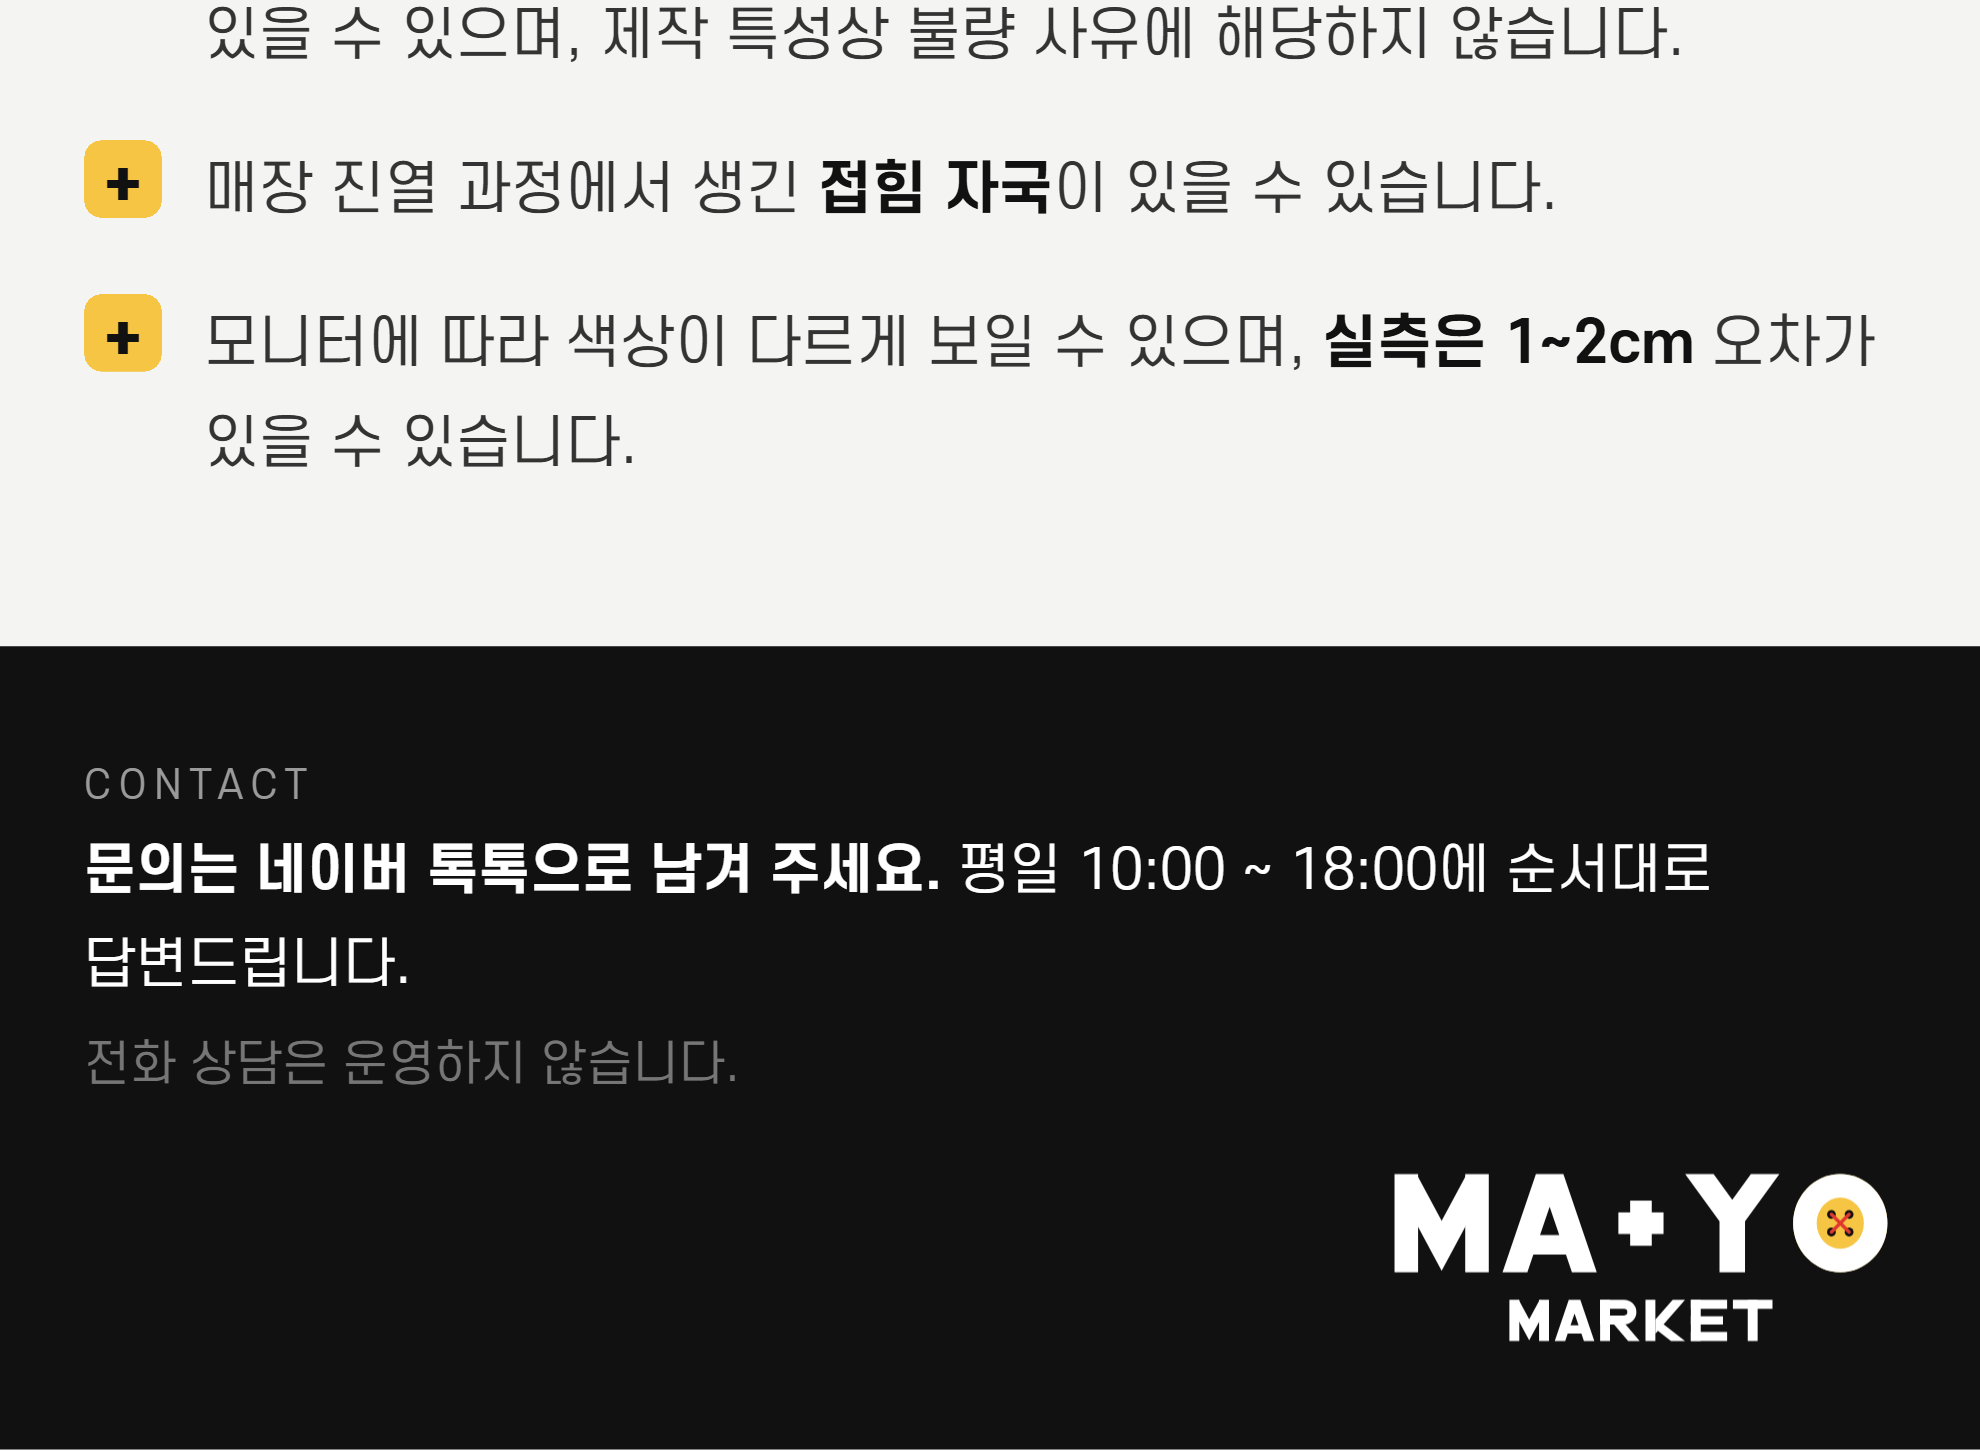 있을 수 있으며, 제작 특성상 불량 사유에 해당하지 않습니다.
+ 매장 진열 과정에서 생긴 접힘 자국이 있을 수 있습니다.
+ 모니터에 따라 색상이 다르게 보일 수 있으며, 실측은 1~2cm 오차가
있을 수 있습니다.
CONTACT
문의는 네이버 톡톡으로 남겨 주세요. 평일 10:00 ~ 18:00에 순서대로
답변드립니다.
전화 상담은 운영하지 않습니다.
MA+YO
MARKET